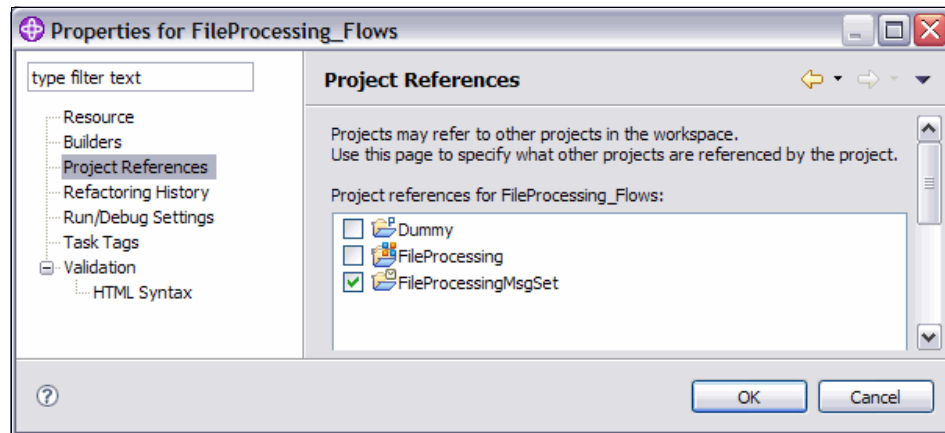 Properties for FileProcessing_Flows
type filter text
Resource
Builders
Project References
Refactoring History
Run/Debug Settings
Task Tags
Validation
HTML Syntax
Project References
Projects may refer to other projects in the workspace.
Use this page to specify what other projects are referenced by the project.
Project references for FileProcessing_Flows:
Dummy
FileProcessing
FileProcessingMsgSet
?
OK
Cancel